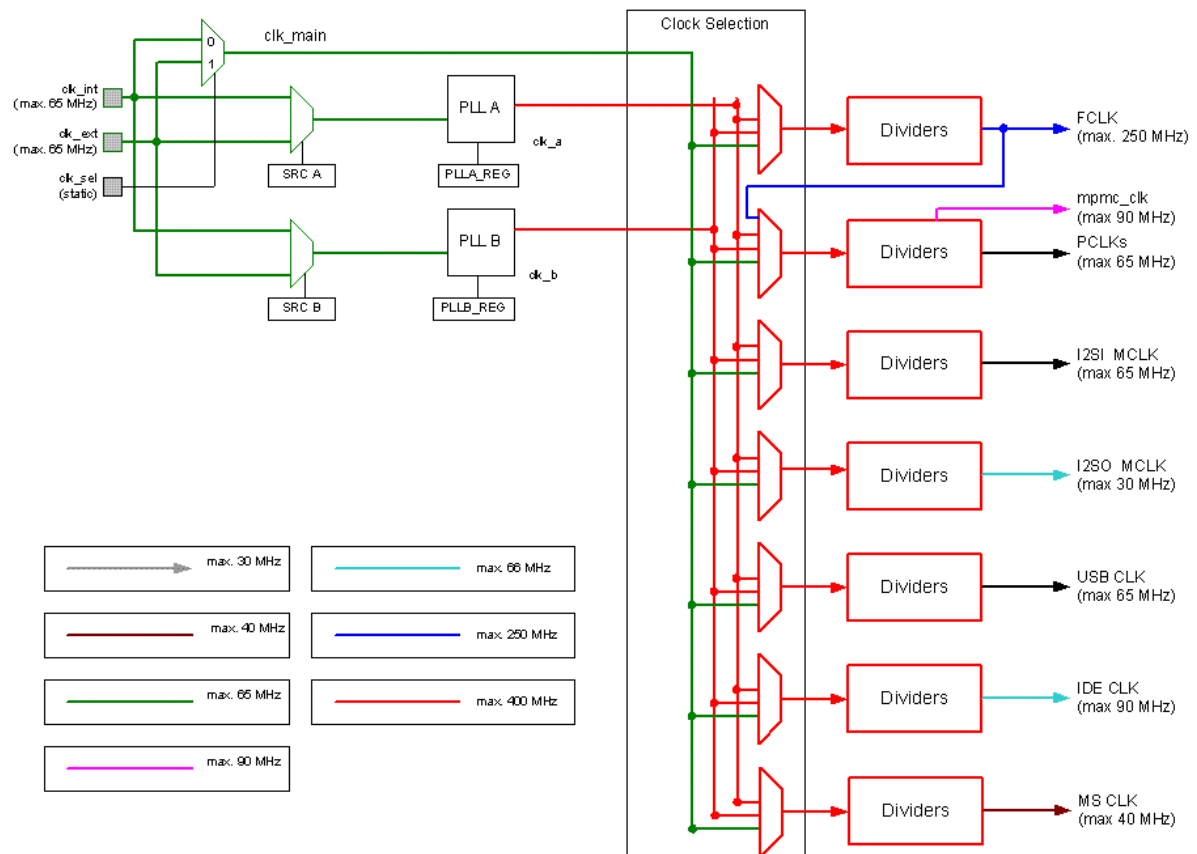 Clock Selection
clk_main
0
1
clk_int
(max. 65 MHz)
clk_ext
(max. 65 MHz)
clk_sel
(static)
SRC A
PLL A
clk_a
PLLA_REG
SRC B
PLL B
clk_b
PLLB_REG
Dividers
FCLK
(max. 250 MHz)
mpmc_clk
(max 90 MHz)
Dividers
PCLKs
(max 65 MHz)
Dividers
I2SI MCLK
(max 65 MHz)
Dividers
I2SO MCLK
(max 30 MHz)
Dividers
USB CLK
(max 65 MHz)
Dividers
IDE CLK
(max 90 MHz)
Dividers
MS CLK
(max 40 MHz)
max. 30 MHz
max. 66 MHz
max. 40 MHz
max. 250 MHz
max. 65 MHz
max. 400 MHz
max. 90 MHz